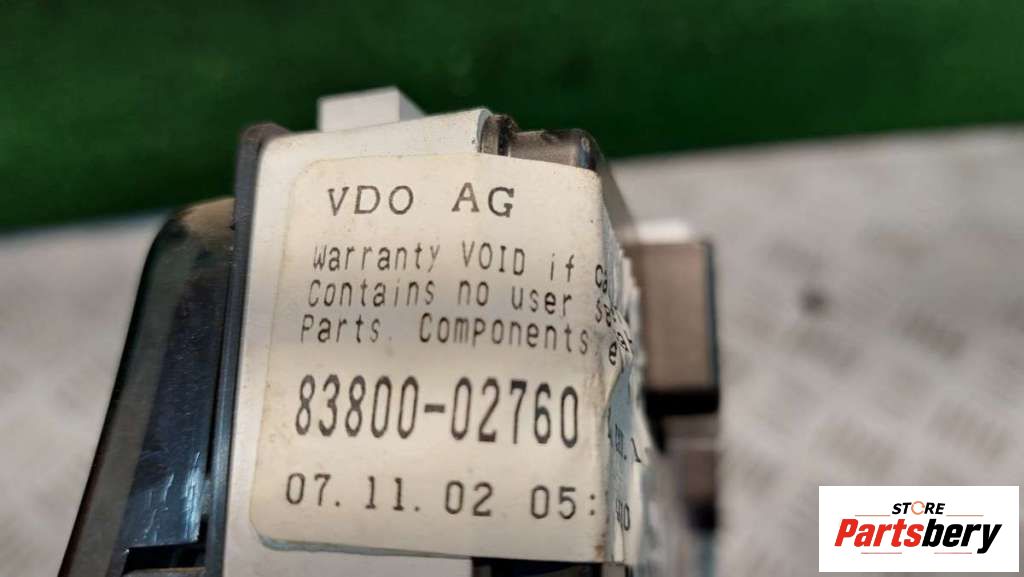 VDO AG
Warranty VOID if
Contains no user
Parts. Components
83800-02760
07.11.02 05:
STORE
Partsbery